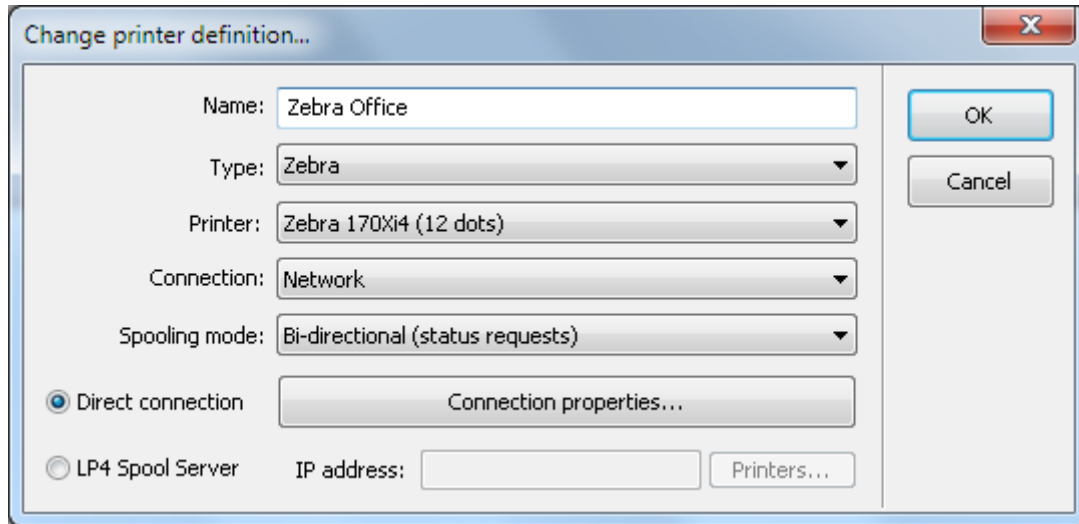 Change printer definition...
Name: Zebra Office
OK
Type: Zebra
Cancel
Printer: Zebra 170Xi4 (12 dots)
Connection: Network
Spooling mode: Bi-directional (status requests)
Direct connection Connection properties...
LP4 Spool Server IP address: Printers...